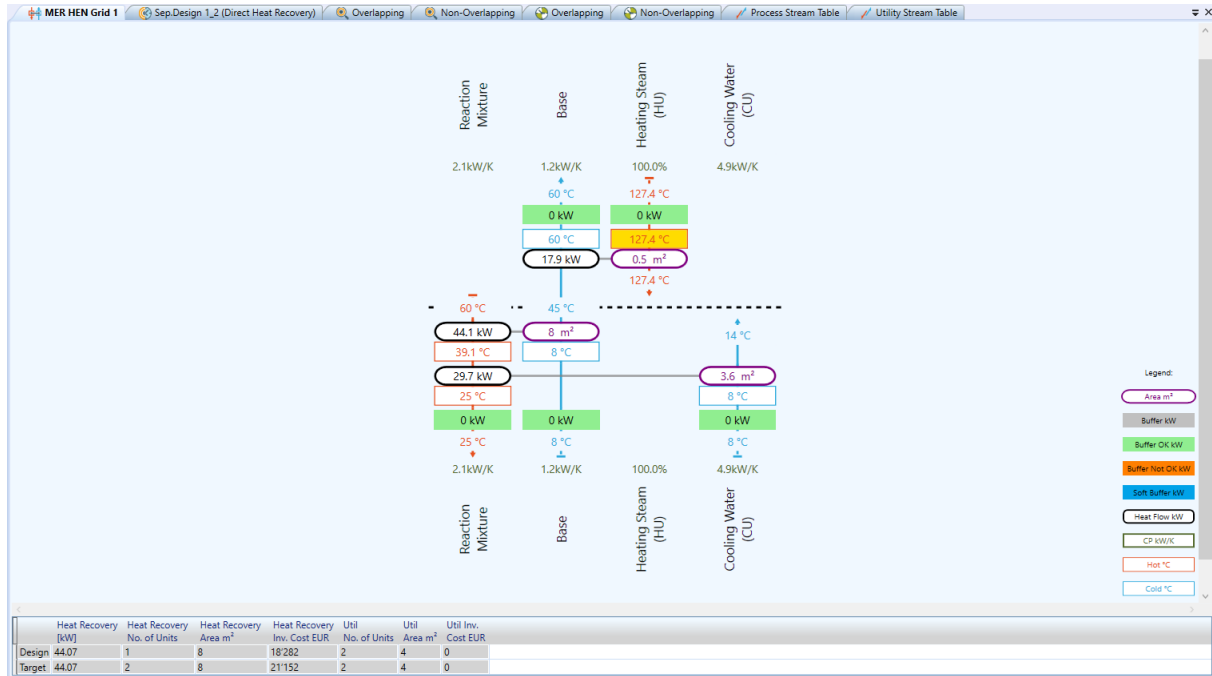 MER HEN Grid 1
Sep.Design 1_2 (Direct Heat Recovery)
Overlapping
Non-Overlapping
Overlapping
Non-Overlapping
Process Stream Table
Utility Stream Table
Reaction
Mixture
Base
Heating Steam
(HU)
Cooling Water
(CU)
2.1kW/K 1.2kW/K 100.0% 4.9kW/K
60 °C 127.4 °C
0 kW 0 kW
60 °C 127.4 °C
17.9 kW 0.5 m²
127.4 °C
60 °C 45 °C
44.1 kW 8 m² 14 °C
39.1 °C 8 °C
29.7 kW 3.6 m²
25 °C 8 °C
0 kW 0 kW 0 kW
25 °C 8 °C 8 °C
2.1kW/K 1.2kW/K 100.0% 4.9kW/K
Reaction
Mixture
Base
Heating Steam
(HU)
Cooling Water
(CU)
Legend:
Area m²
Buffer kW
Buffer OK kW
Buffer Not OK kW
Soft Buffer kW
Heat Flow kW
CP kW/K
Hot °C
Cold °C
Heat Recovery Heat Recovery Heat Recovery Heat Recovery Util Util Util Inv.
[kW] No. of Units Area m² Inv. Cost EUR No. of Units Area m² Cost EUR
Design 44.07 1 8 18'282 2 4 0
Target 44.07 2 8 21'152 2 4 0